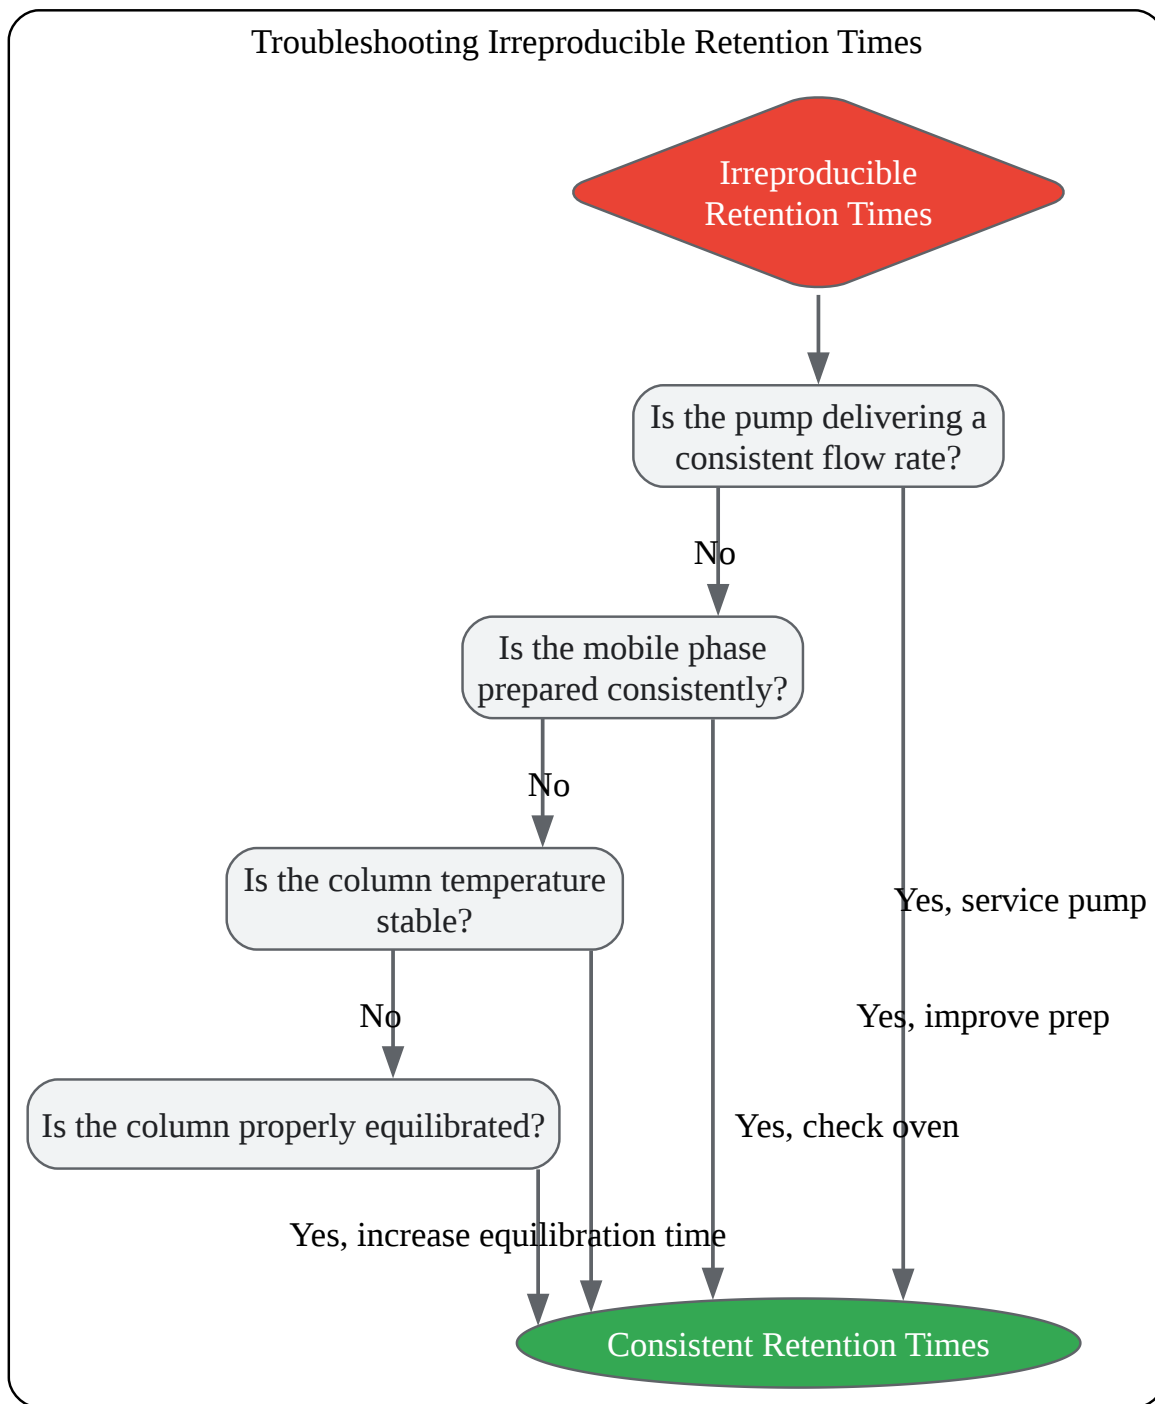 Troubleshooting Irreproducible Retention Times
Irreproducible
Retention Times
Is the pump delivering a
consistent flow rate?
No
Is the mobile phase
prepared consistently?
No
Is the column temperature
stable?
Yes, service pump
No
Yes, improve prep
Is the column properly equilibrated?
Yes, check oven
Yes, increase equilibration time
Consistent Retention Times